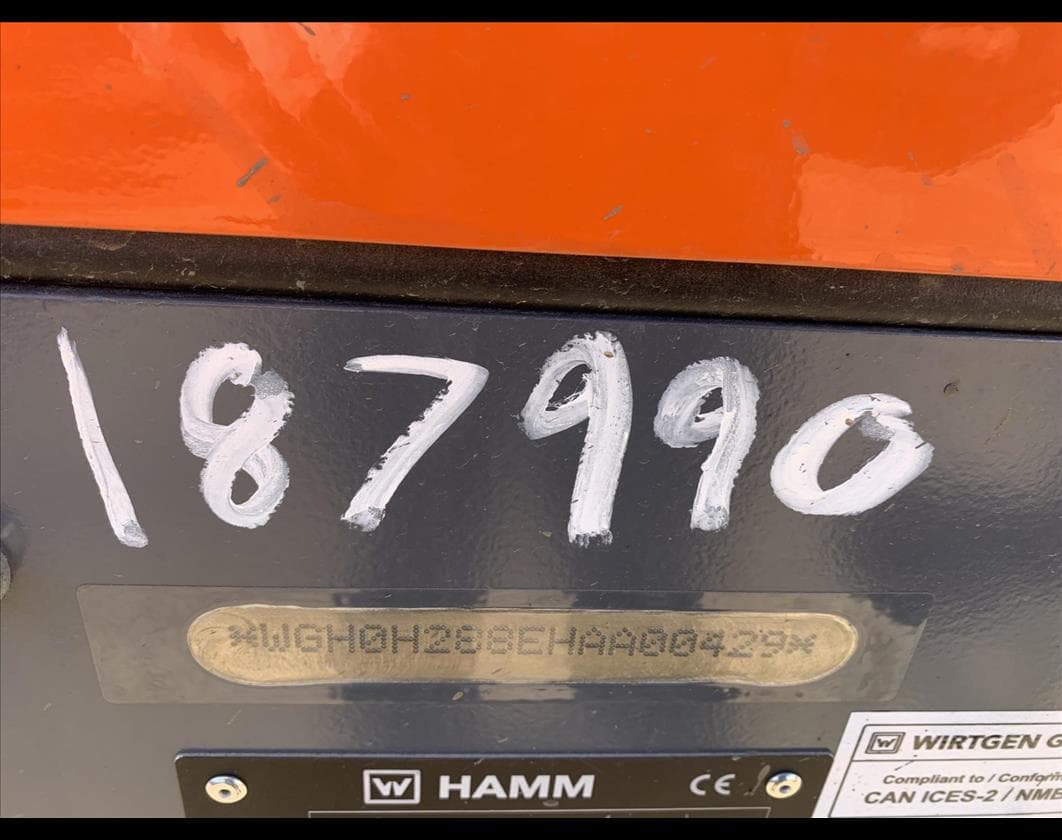 187990
*WGH0H288EHAA00429*
W HAMM CE
W WIRTGEN G
Compliant to / Conform
CAN ICES-2 / NMB